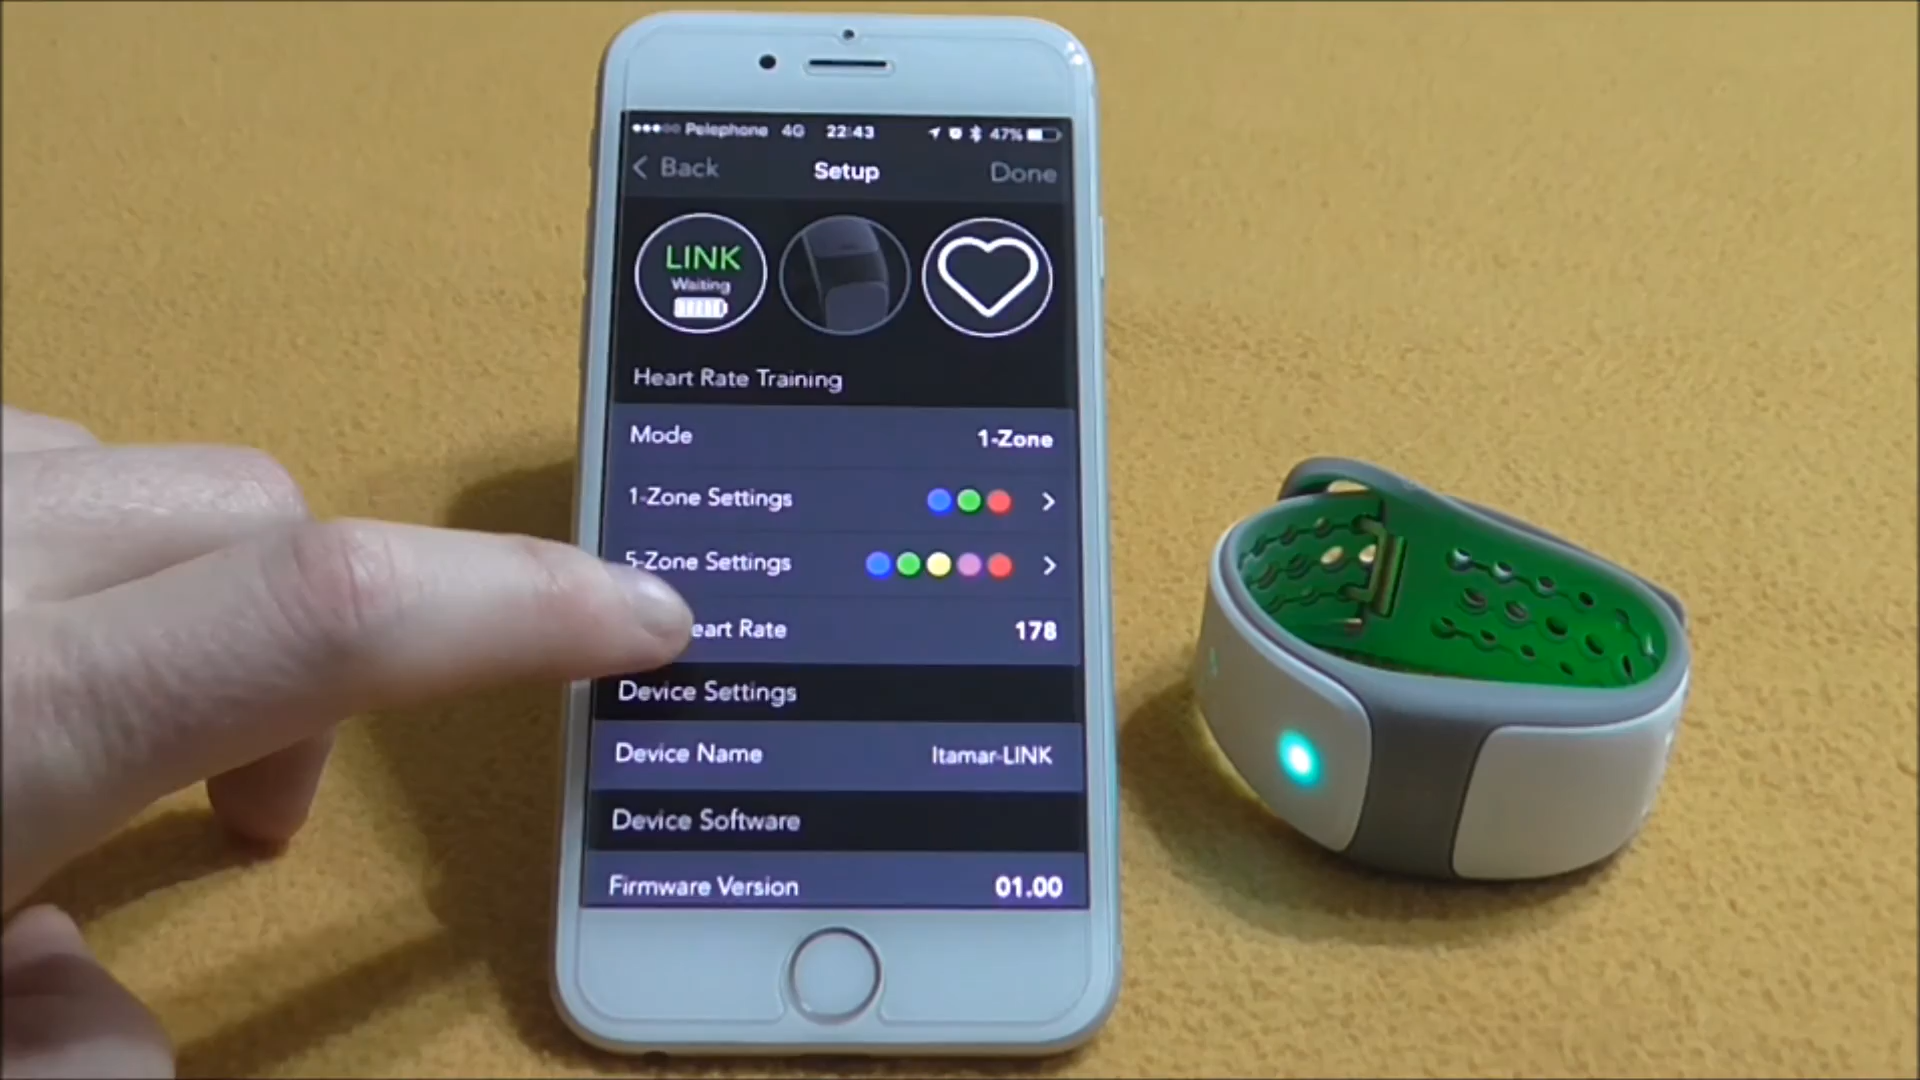 Pelephone 4G 22:43 47%
Back Setup Done
LINK
Waiting
Heart Rate Training
Mode 1-Zone
1-Zone Settings
5-Zone Settings
eart Rate 178
Device Settings
Device Name Itamar-LINK
Device Software
Firmware Version 01.00